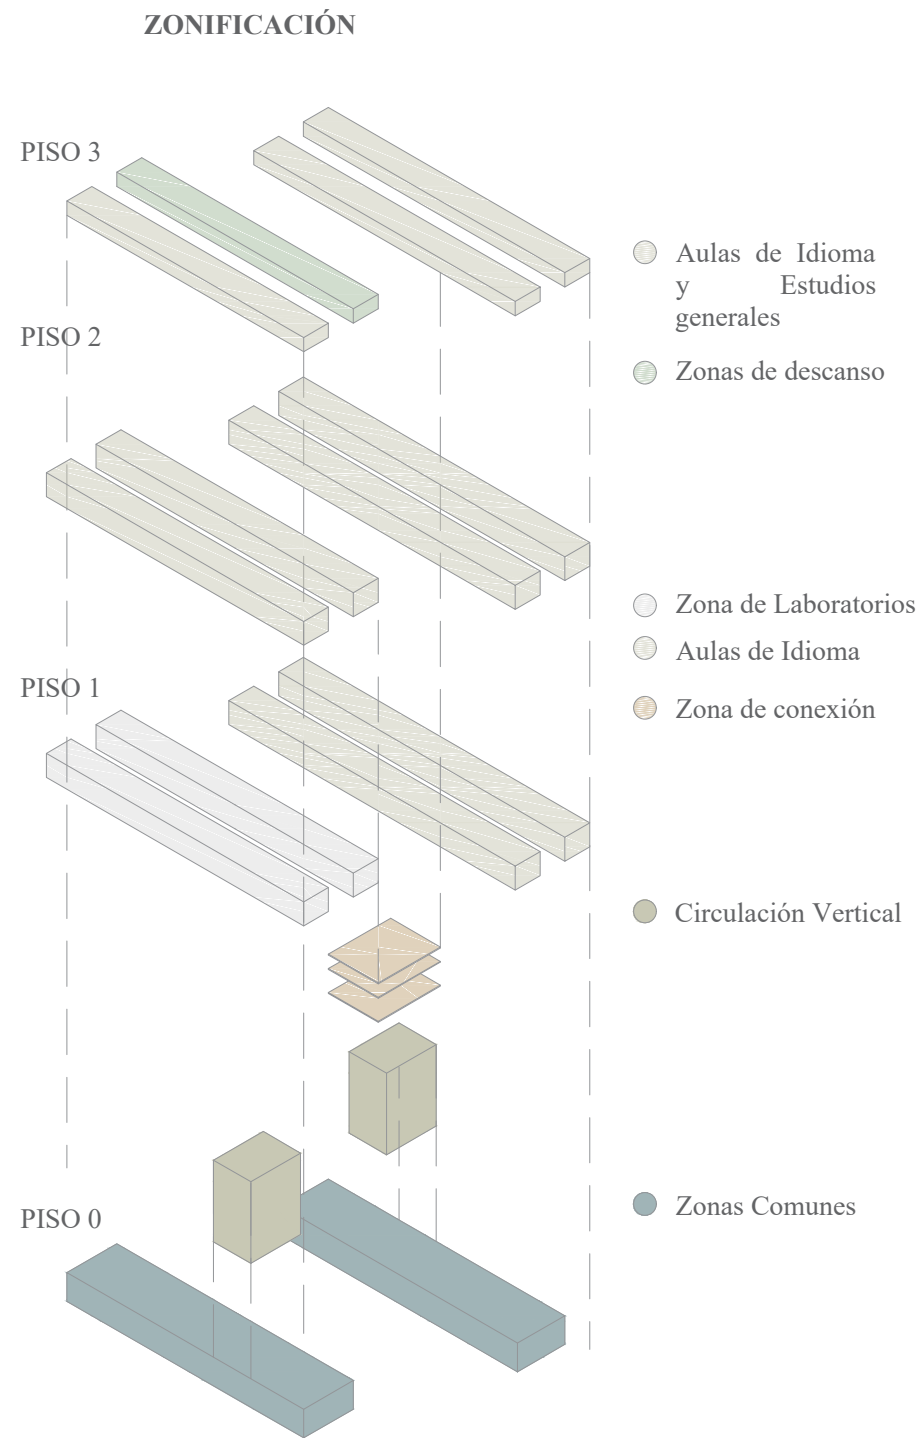 ZONIFICACIÓN
PISO 3
Aulas de Idioma
y Estudios
generales
PISO 2
Zonas de descanso
Zona de Laboratorios
Aulas de Idioma
PISO 1
Zona de conexión
Circulación Vertical
Zonas Comunes
PISO 0